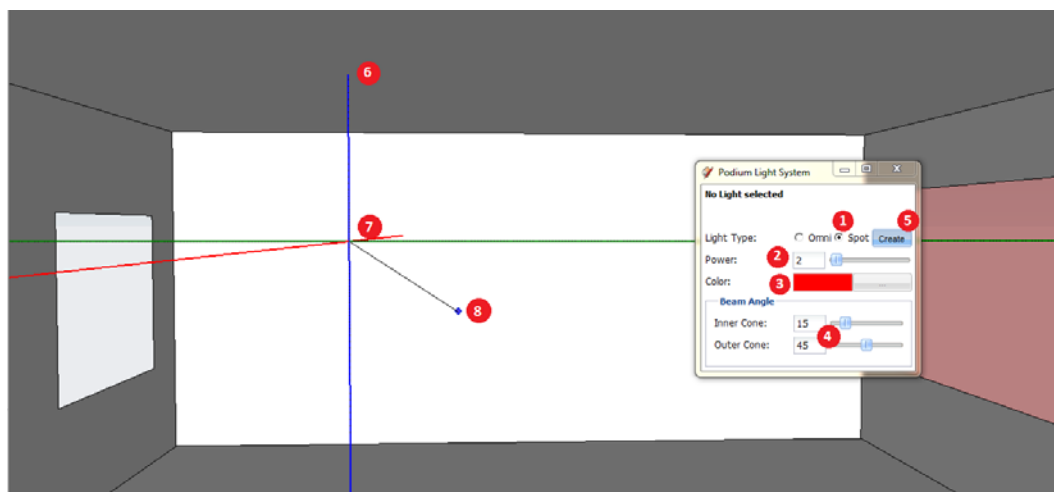 6
Podium Light System
No Light selected
1
5
7
Light Type: Omni Spot Create
2
Power: 2
Color: 3 ...
Beam Angle
8
Inner Cone: 15
4
Outer Cone: 45